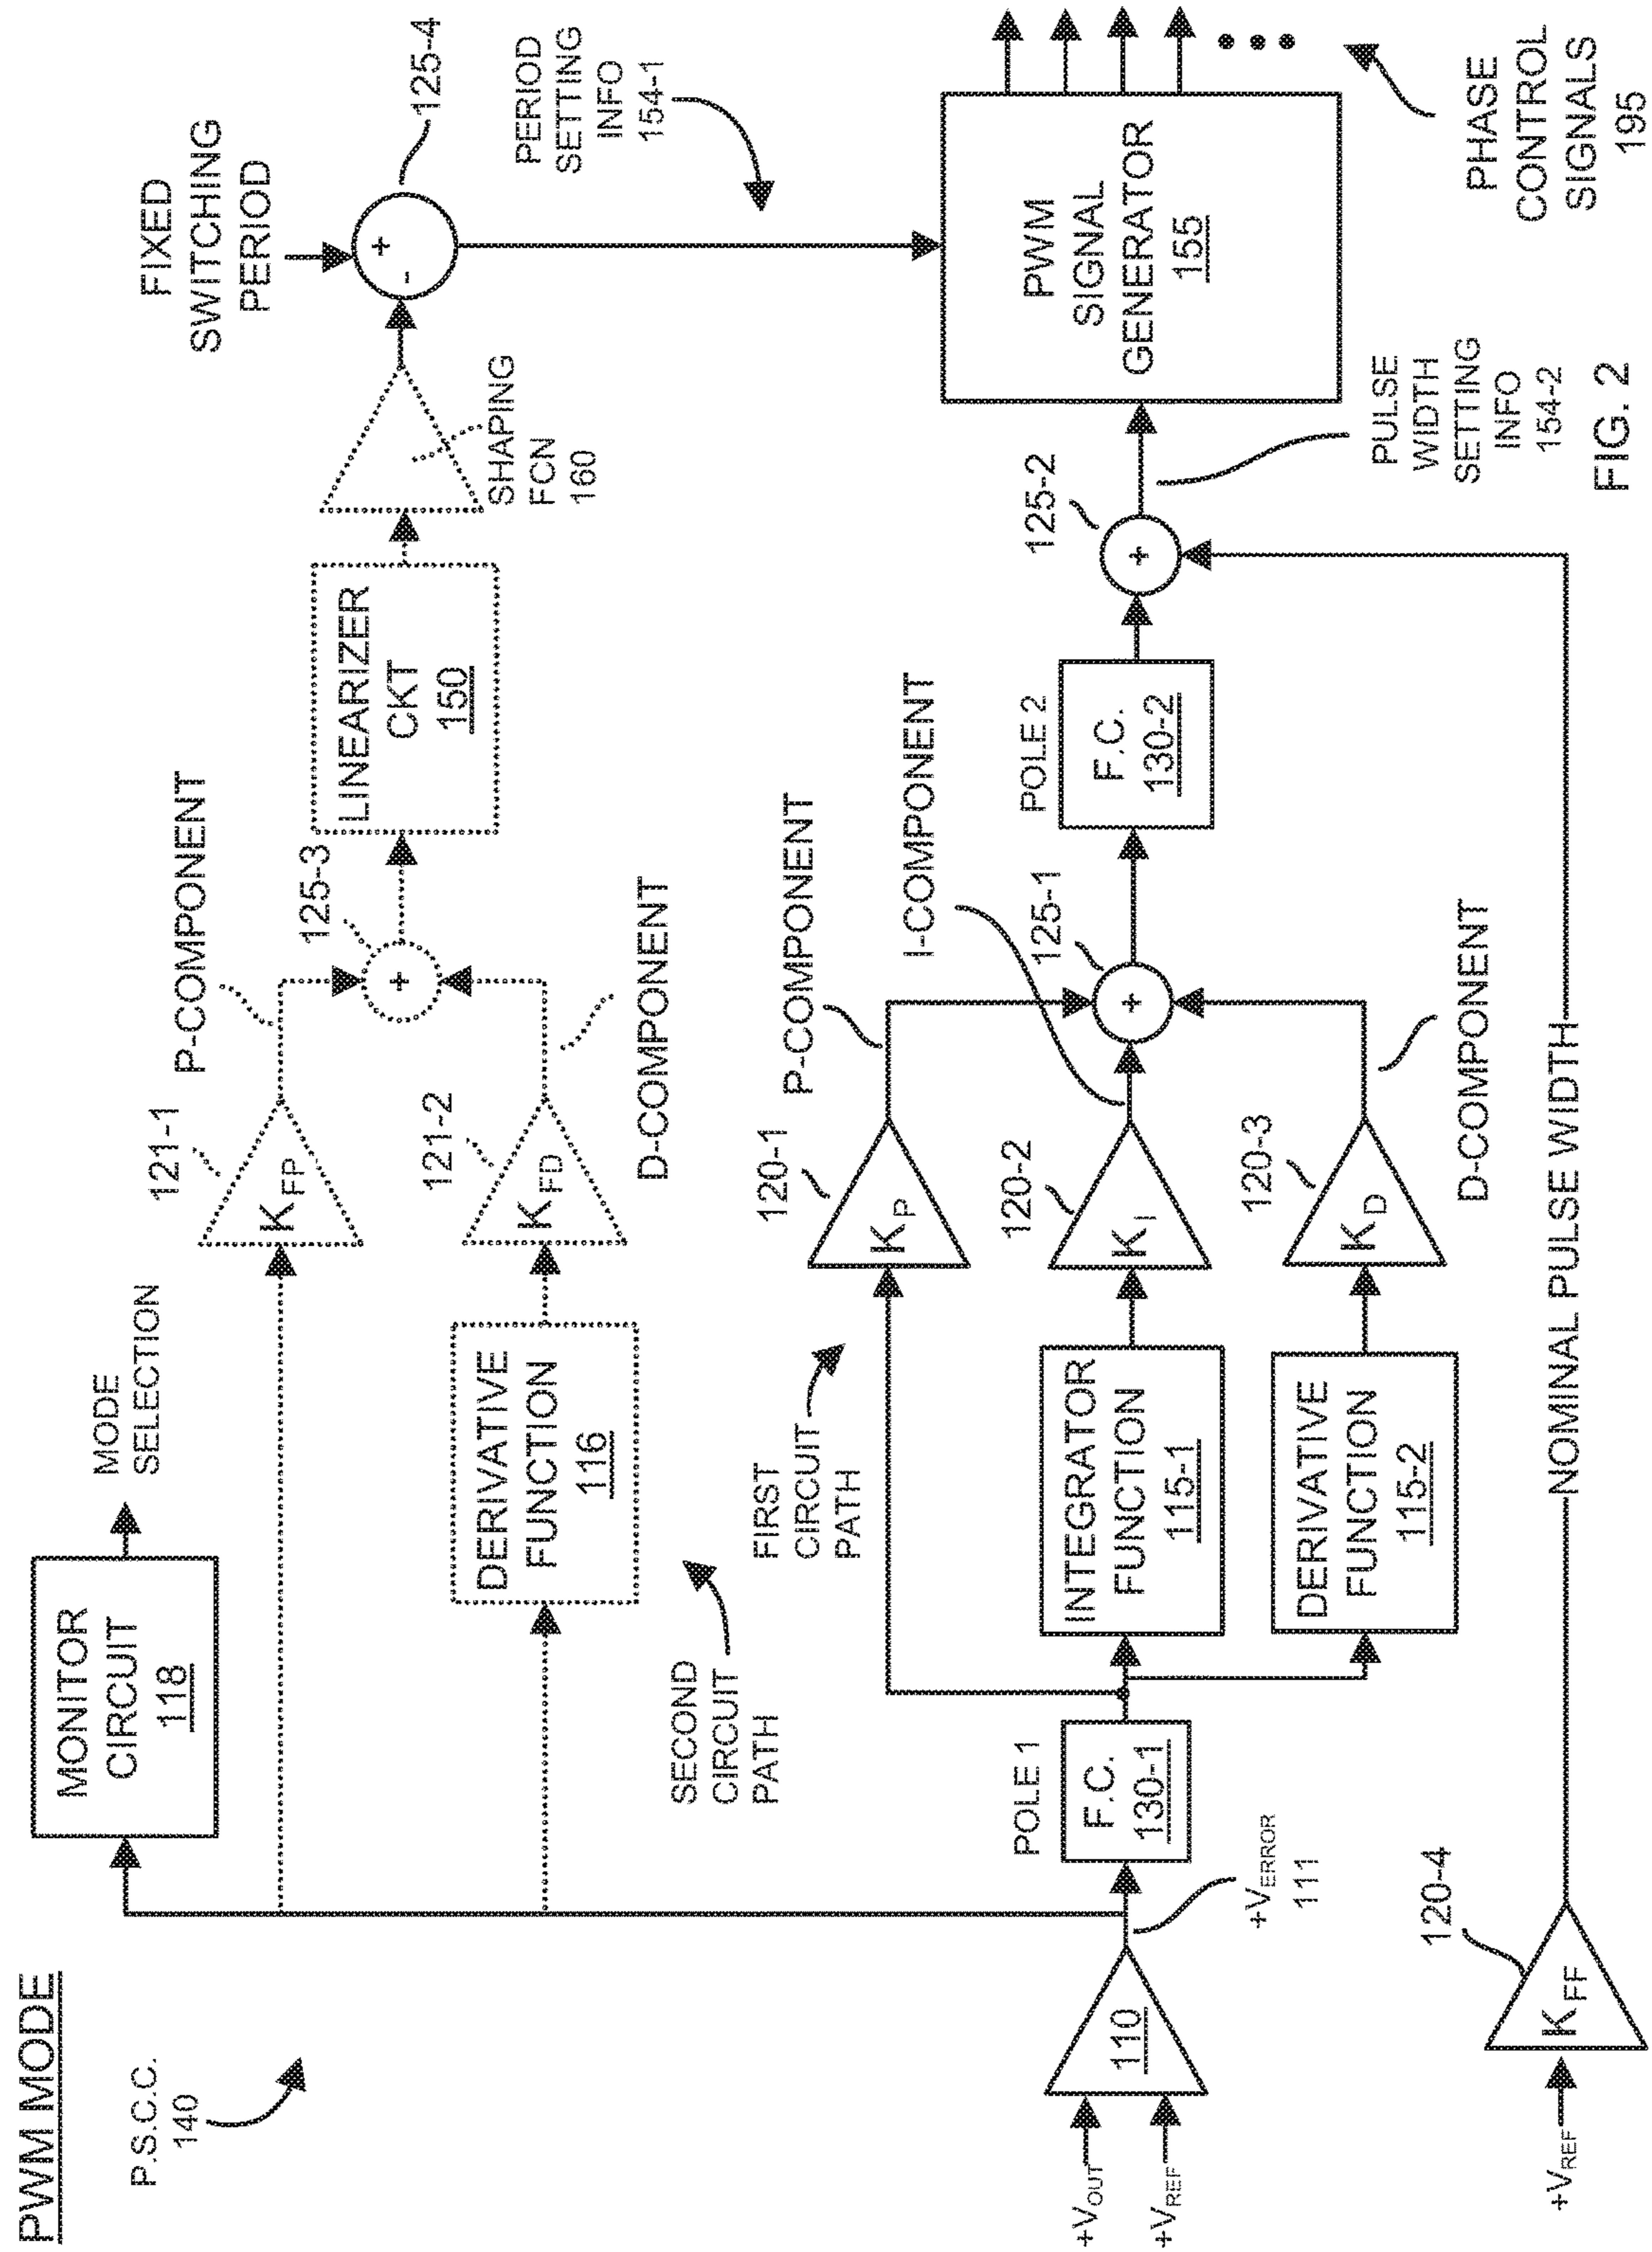 PWM MODE
P.S.C.C.
140
MONITOR
CIRCUIT
118
MODE
SELECTION
121-1
K FP
P-COMPONENT
121-2
K FD
D-COMPONENT
DERIVATIVE
FUNCTION
116
SECOND
CIRCUIT
PATH
125-3
+
LINEARIZER
CKT
150
SHAPING
FCN
160
FIXED
SWITCHING
PERIOD
+
-
125-4
PERIOD
SETTING
INFO
154-1
FIRST
CIRCUIT
PATH
+VOUT
+VREF
110
+VERROR
111
POLE 1
F.C.
130-1
INTEGRATOR
FUNCTION
115-1
DERIVATIVE
FUNCTION
115-2
120-1
KP
P-COMPONENT
120-2
KI
I-COMPONENT
120-3
KD
D-COMPONENT
125-1
+
POLE 2
F.C.
130-2
125-2
+
PULSE
WIDTH
SETTING
INFO
154-2
PWM
SIGNAL
GENERATOR
155
PHASE
CONTROL
SIGNALS
195
+VREF
KFF
120-4
NOMINAL PULSE WIDTH
FIG. 2